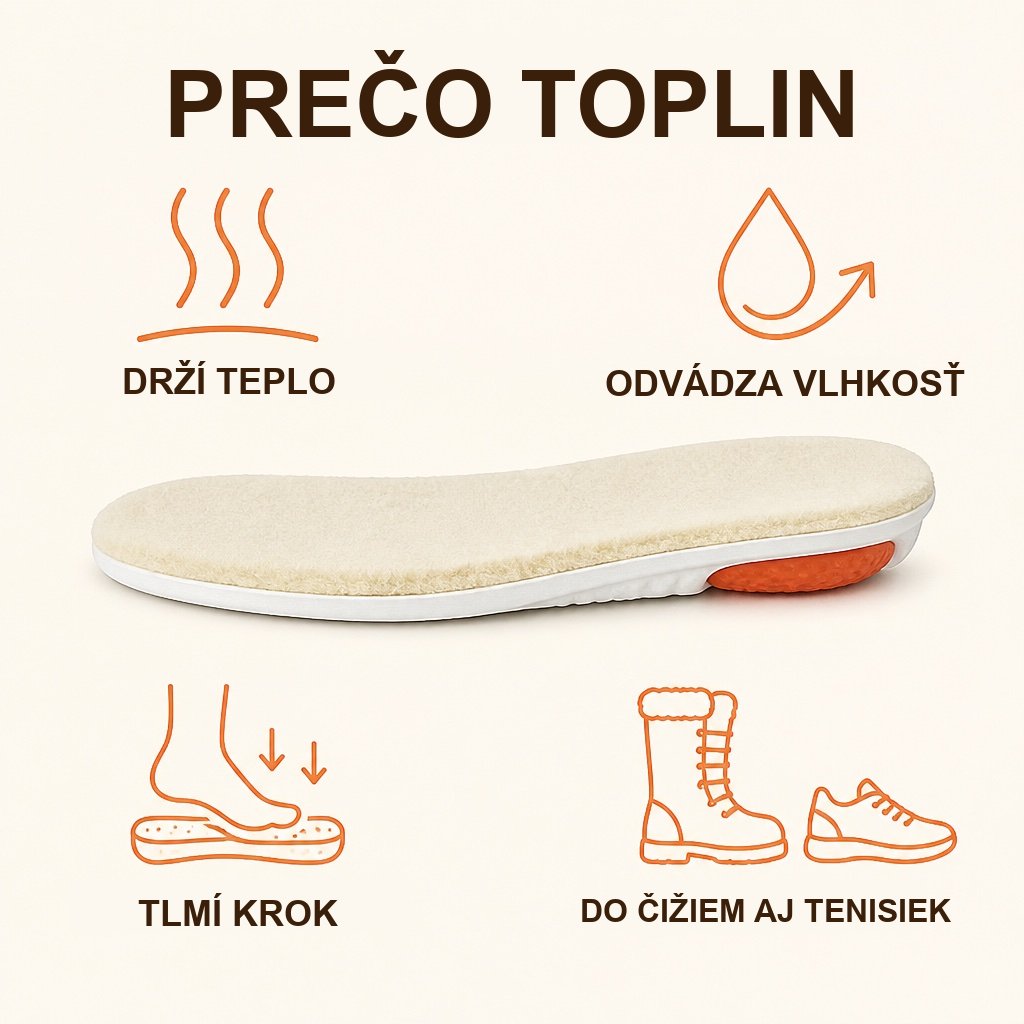 PREČO TOPLIN
DRŽÍ TEPLO
ODVÁDZA VLHKOSŤ
TLMÍ KROK
DO ČIŽIEM AJ TENISIEK